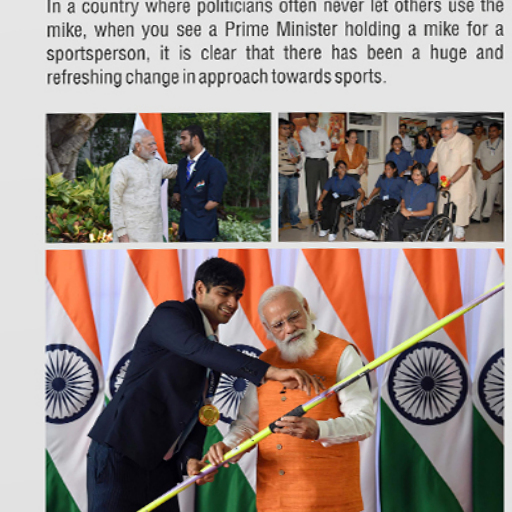 In a country where politicians often never let others use the
mike, when you see a Prime Minister holding a mike for a
sportsperson, it is clear that there has been a huge and
refreshing change in approach towards sports.